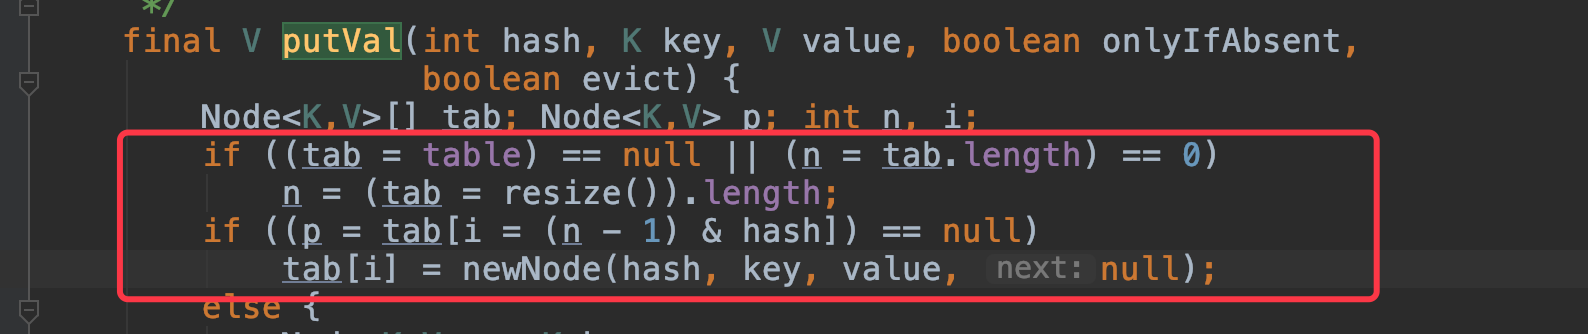 */
final V putVal(int hash, K key, V value, boolean onlyIfAbsent,
boolean evict) {
Node<K,V>[] tab; Node<K,V> p; int n, i;
if ((tab = table) == null || (n = tab.length) == 0)
n = (tab = resize()).length;
if ((p = tab[i = (n - 1) & hash]) == null)
tab[i] = newNode(hash, key, value, next: null);
else {